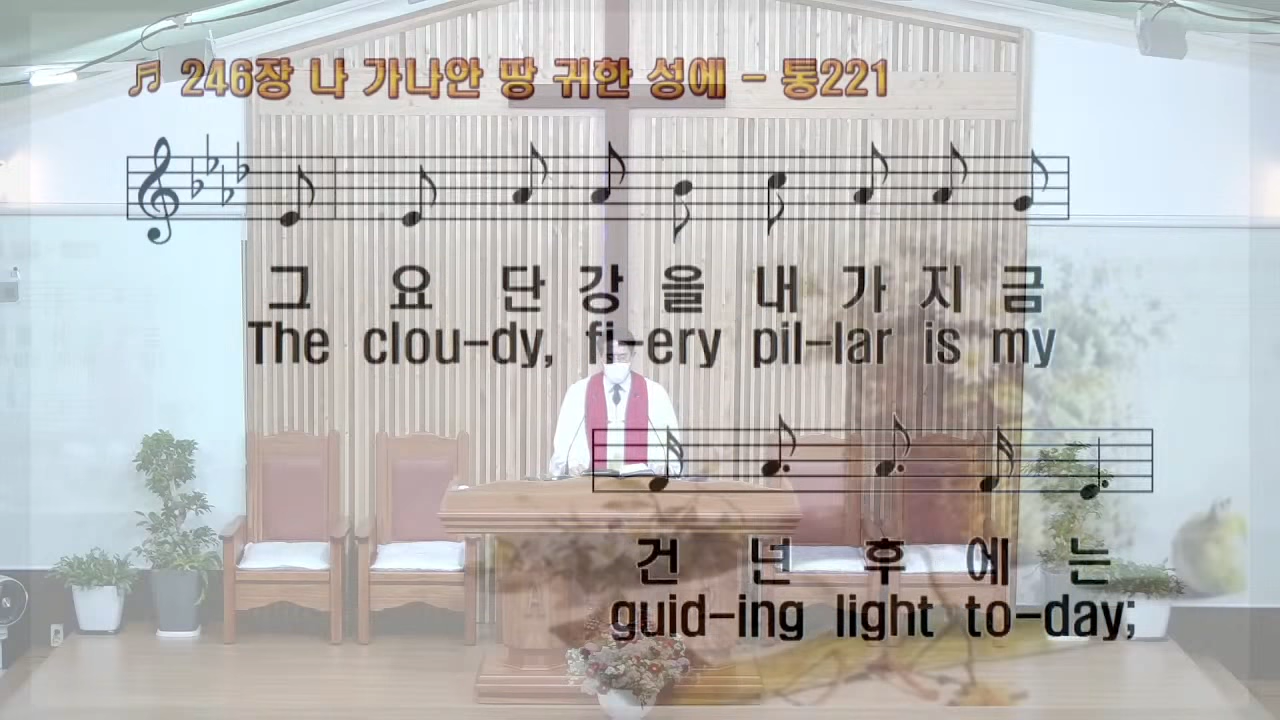 ♬ 246장 나 가나안 땅 귀한 성에 - 통221
그 요 단 강 을 내 가 지 금
The clou-dy, fi-ery pil-lar is my
건 넌 후 에 는
guid-ing light to-day;